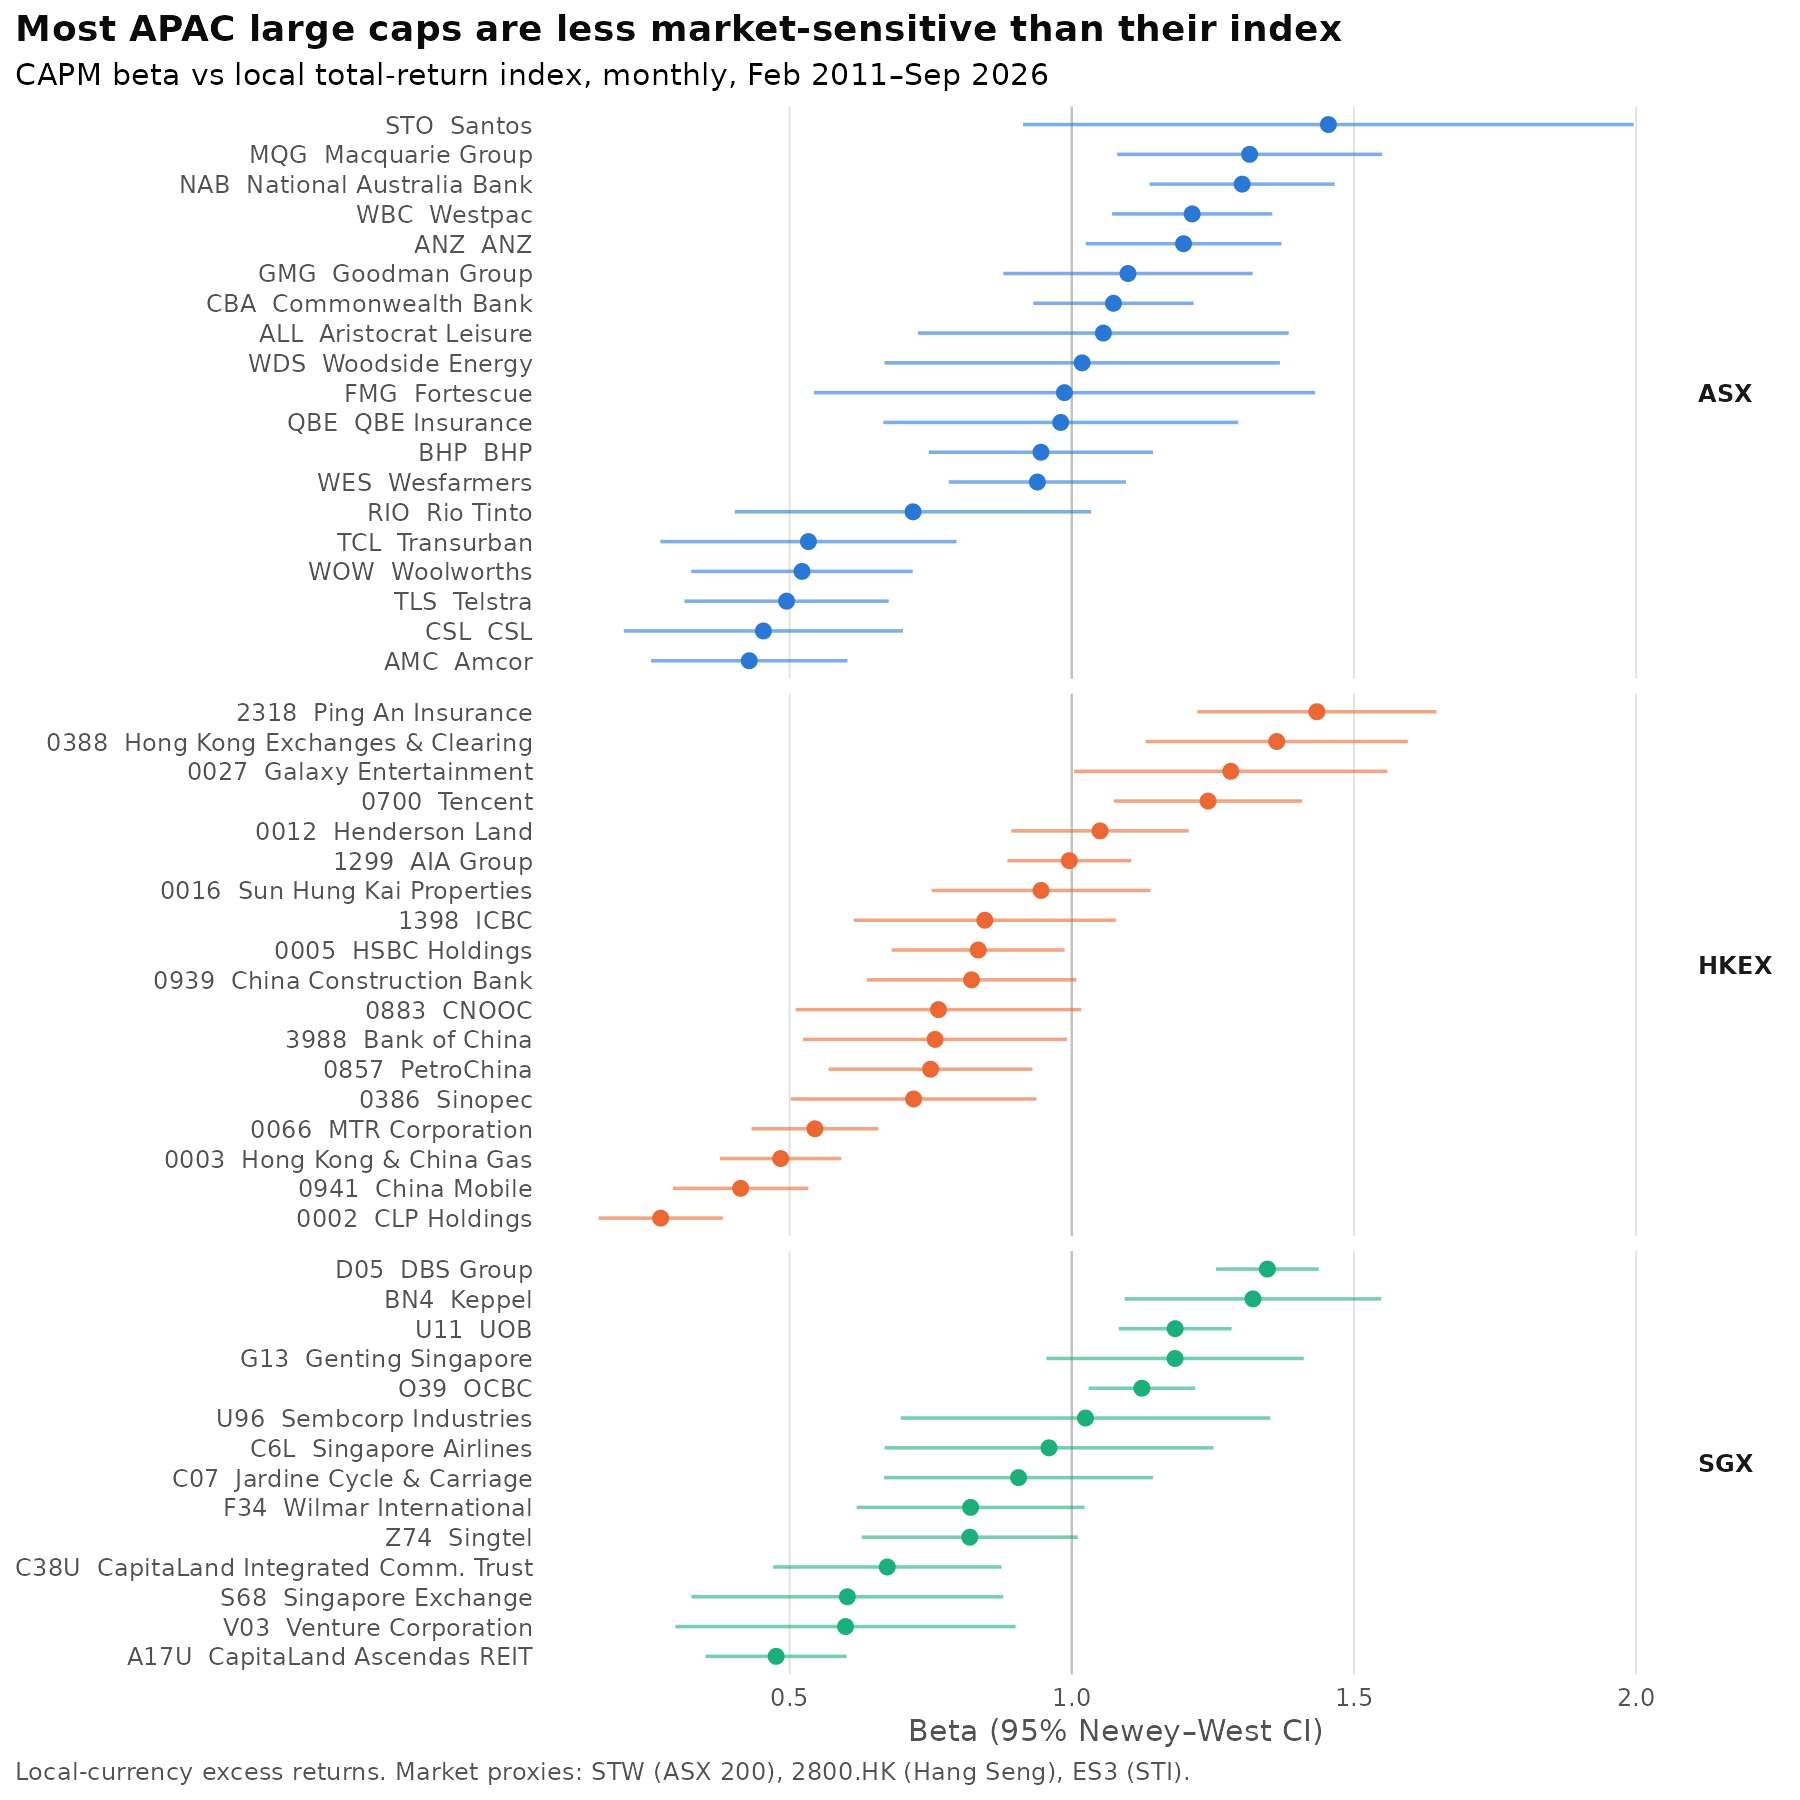 Most APAC large caps are less market-sensitive than their index
CAPM beta vs local total-return index, monthly, Feb 2011–Sep 2026
STO  Santos
MQG  Macquarie Group
NAB  National Australia Bank
WBC  Westpac
ANZ  ANZ
GMG  Goodman Group
CBA  Commonwealth Bank
ALL  Aristocrat Leisure
WDS  Woodside Energy
FMG  Fortescue
QBE  QBE Insurance
BHP  BHP
WES  Wesfarmers
RIO  Rio Tinto
TCL  Transurban
WOW  Woolworths
TLS  Telstra
CSL  CSL
AMC  Amcor
ASX
2318  Ping An Insurance
0388  Hong Kong Exchanges & Clearing
0027  Galaxy Entertainment
0700  Tencent
0012  Henderson Land
1299  AIA Group
0016  Sun Hung Kai Properties
1398  ICBC
0005  HSBC Holdings
0939  China Construction Bank
0883  CNOOC
3988  Bank of China
0857  PetroChina
0386  Sinopec
0066  MTR Corporation
0003  Hong Kong & China Gas
0941  China Mobile
0002  CLP Holdings
HKEX
D05  DBS Group
BN4  Keppel
U11  UOB
G13  Genting Singapore
O39  OCBC
U96  Sembcorp Industries
C6L  Singapore Airlines
C07  Jardine Cycle & Carriage
F34  Wilmar International
Z74  Singtel
C38U  CapitaLand Integrated Comm. Trust
S68  Singapore Exchange
V03  Venture Corporation
A17U  CapitaLand Ascendas REIT
SGX
0.5 1.0 1.5 2.0
Beta (95% Newey–West CI)
Local-currency excess returns. Market proxies: STW (ASX 200), 2800.HK (Hang Seng), ES3 (STI).